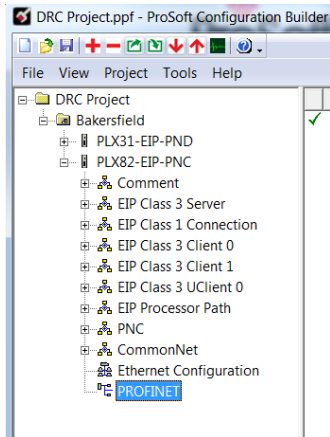 DRC Project.ppf - ProSoft Configuration Builder
File View Project Tools Help
DRC Project
Bakersfield
PLX31-EIP-PND
PLX82-EIP-PNC
Comment
EIP Class 3 Server
EIP Class 1 Connection
EIP Class 3 Client 0
EIP Class 3 Client 1
EIP Class 3 UClient 0
EIP Processor Path
PNC
CommonNet
Ethernet Configuration
PROFINET